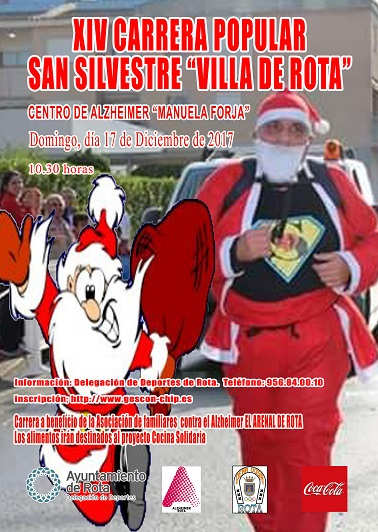 XIV CARRERA POPULAR
SAN SILVESTRE "VILLA DE ROTA"
CENTRO DE ALZHEIMER "MANUELA FORJA"
Domingo, día 17 de Diciembre de 2017
10.30 horas
Información: Delegación de Deportes de Rota. Teléfono: 956.84.00.10
Inscripción: http://www.gescon-chip.es
Carrera a beneficio de la Asociación de familiares contra el Alzheimer EL ARENAL DE ROTA
Los alimentos irán destinados al proyecto Cocina Solidaria
Ayuntamiento
de Rota
Delegación de Deportes
ALZHEIMER
ROTA
ROTA
Coca-Cola